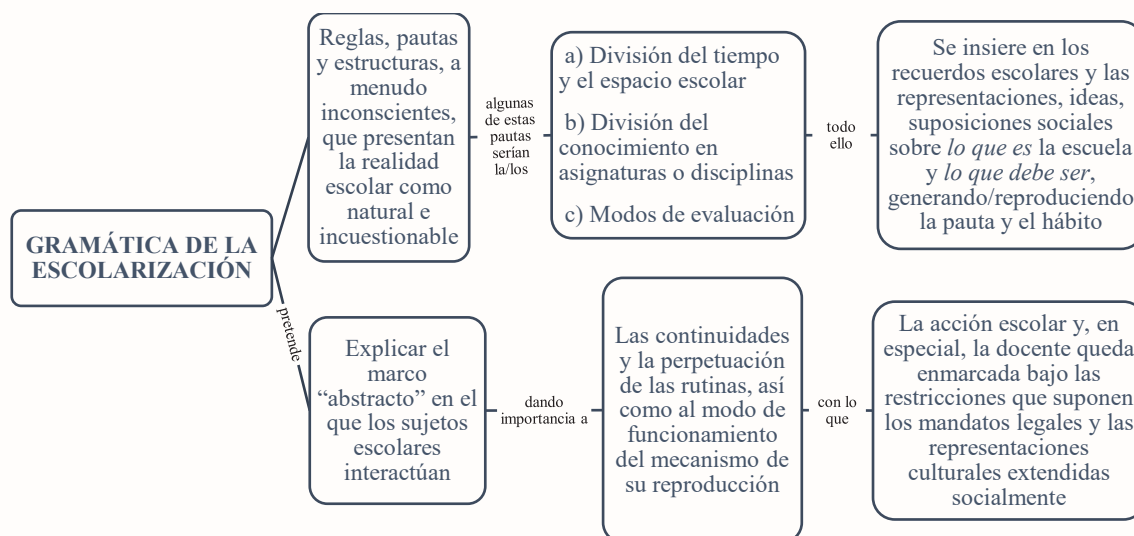 GRAMÁTICA DE LA
ESCOLARIZACIÓN
Reglas, pautas
y estructuras, a
menudo
inconscientes,
que presentan
la realidad
escolar como
natural e
incuestionable
algunas
de estas
pautas
serían
la/los
a) División del tiempo
y el espacio escolar
b) División del
conocimiento en
asignaturas o disciplinas
c) Modos de evaluación
todo
ello
Se insiere en los
recuerdos escolares y las
representaciones, ideas,
suposiciones sociales
sobre lo que es la escuela
y lo que debe ser,
generando/reproduciendo
la pauta y el hábito
pretende
Explicar el
marco
“abstracto” en el
que los sujetos
escolares
interactúan
dando
importancia a
Las continuidades
y la perpetuación
de las rutinas, así
como al modo de
funcionamiento
del mecanismo de
su reproducción
con lo
que
La acción escolar y, en
especial, la docente queda
enmarcada bajo las
restricciones que suponen
los mandatos legales y las
representaciones
culturales extendidas
socialmente